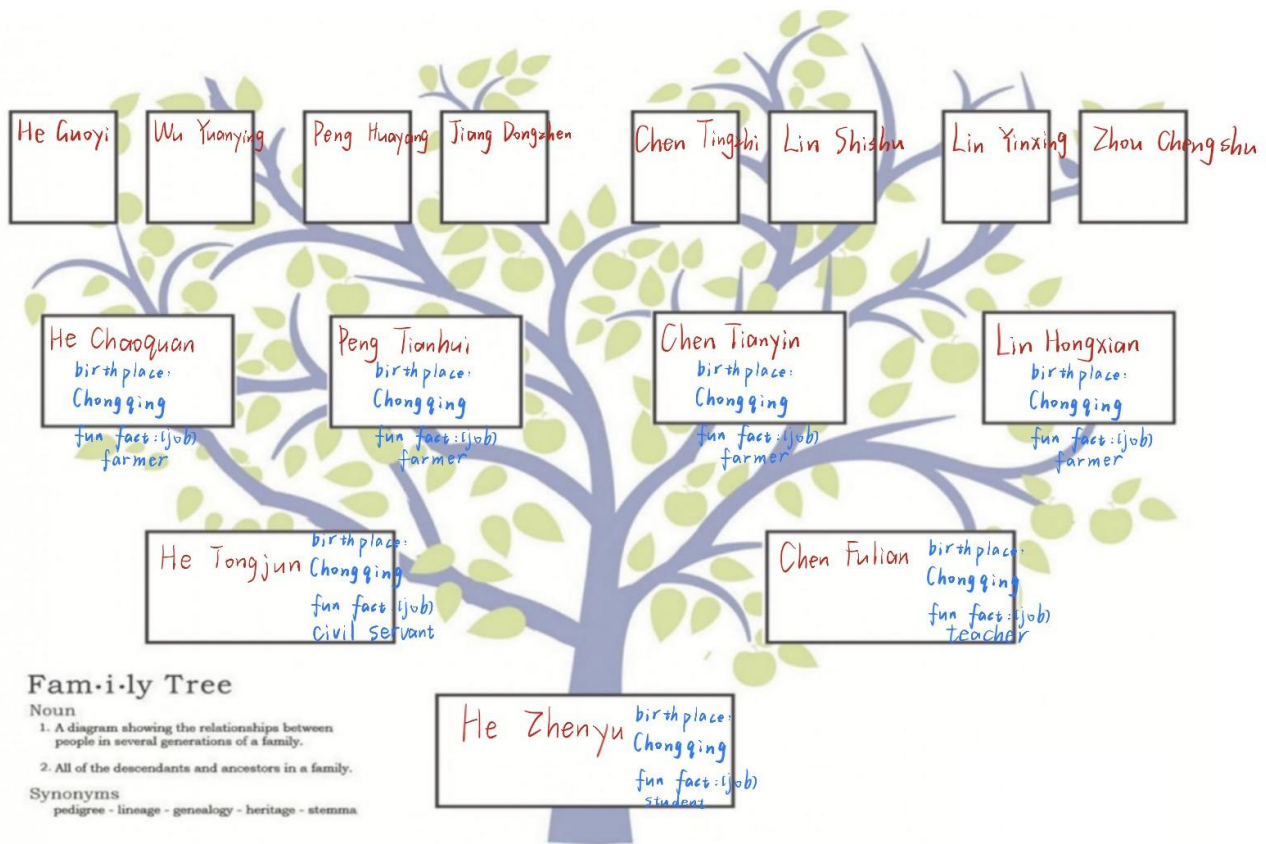 He Guoyi
Wu Yuanying
Peng Huayang
Jiang Dongzhen
Chen Tingzhi
Lin Shishu
Lin Yinxing
Zhou Chengshu
He Chaoquan
birthplace:
Chongqing
fun fact:(job)
farmer
Peng Tianhui
birthplace:
Chongqing
fun fact:(job)
farmer
Chen Tianyin
birthplace:
Chongqing
fun fact:(job)
farmer
Lin Hongxian
birthplace:
Chongqing
fun fact:(job)
farmer
He Tongjun
birthplace:
Chongqing
fun fact:(job)
civil servant
Chen Fulian
birthplace:
Chongqing
fun fact:(job)
teacher
He Zhenyu
birthplace:
Chongqing
fun fact:(job)
student
Fam·i·ly Tree
Noun
1. A diagram showing the relationships between
people in several generations of a family.
2. All of the descendants and ancestors in a family.
Synonyms
pedigree - lineage - genealogy - heritage - stemma